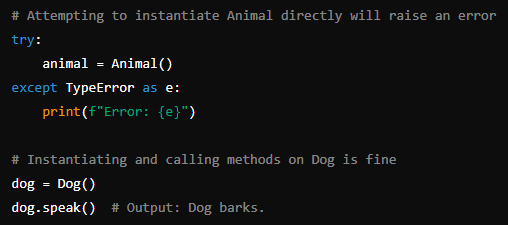 # Attempting to instantiate Animal directly will raise an error
try:
    animal = Animal()
except TypeError as e:
    print(f"Error: {e}")

# Instantiating and calling methods on Dog is fine
dog = Dog()
dog.speak()  # Output: Dog barks.